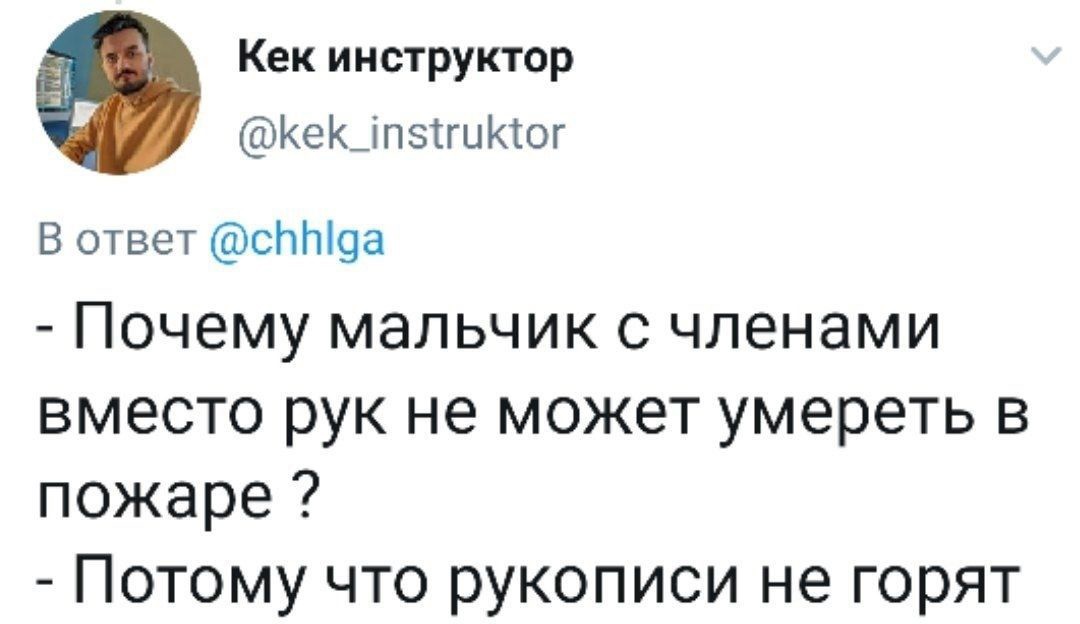 Кек инструктор
@kek_instruktor
В ответ @chhlga
- Почему мальчик с членами
вместо рук не может умереть в
пожаре ?
- Потому что рукописи не горят